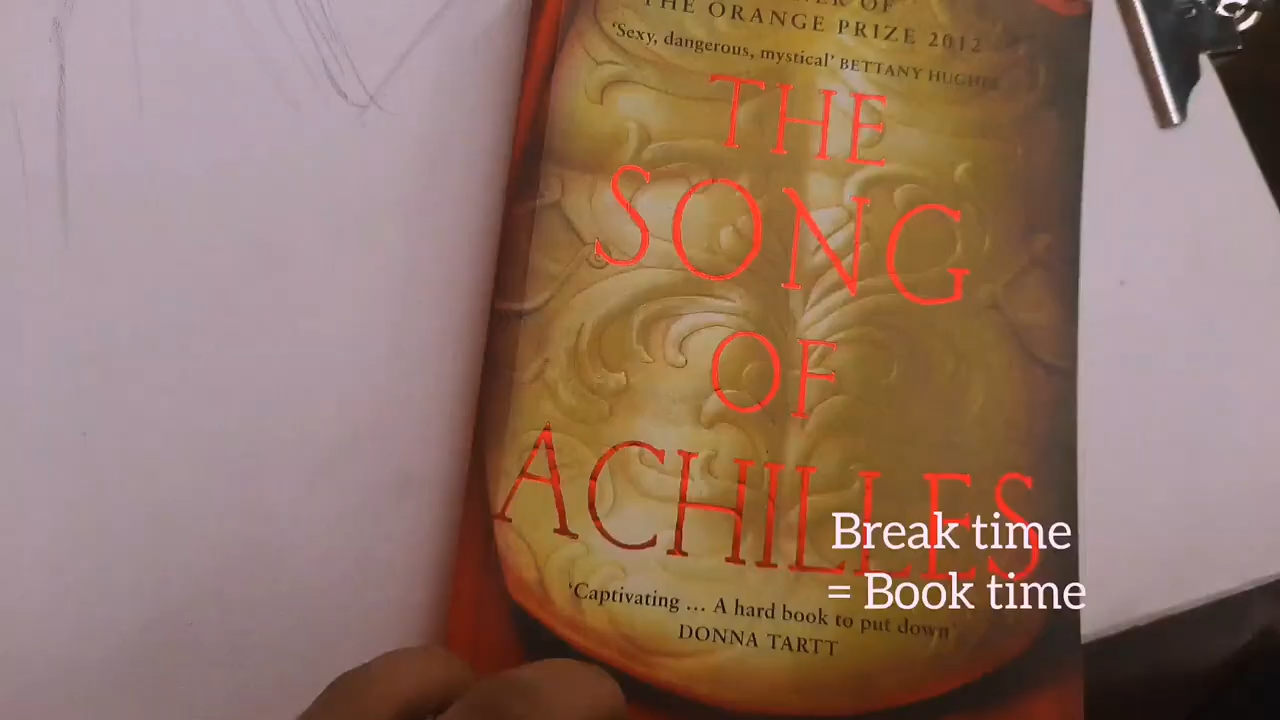 OF
THE ORANGE PRIZE 2012
'Sexy, dangerous, mystical' BETTANY HUGHES
THE
SONG
OF
ACHILLES
'Captivating ... A hard book to put down'
DONNA TARTT
Break time
= Book time